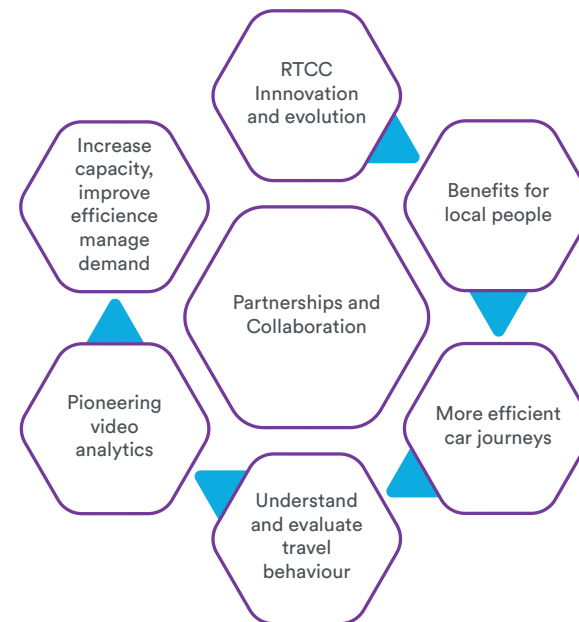 RTCC
Innnovation
and evolution
Benefits for
local people
More efficient
car journeys
Understand
and evaluate
travel
behaviour
Pioneering
video
analytics
Increase
capacity,
improve
efficience
manage
demand
Partnerships and
Collaboration